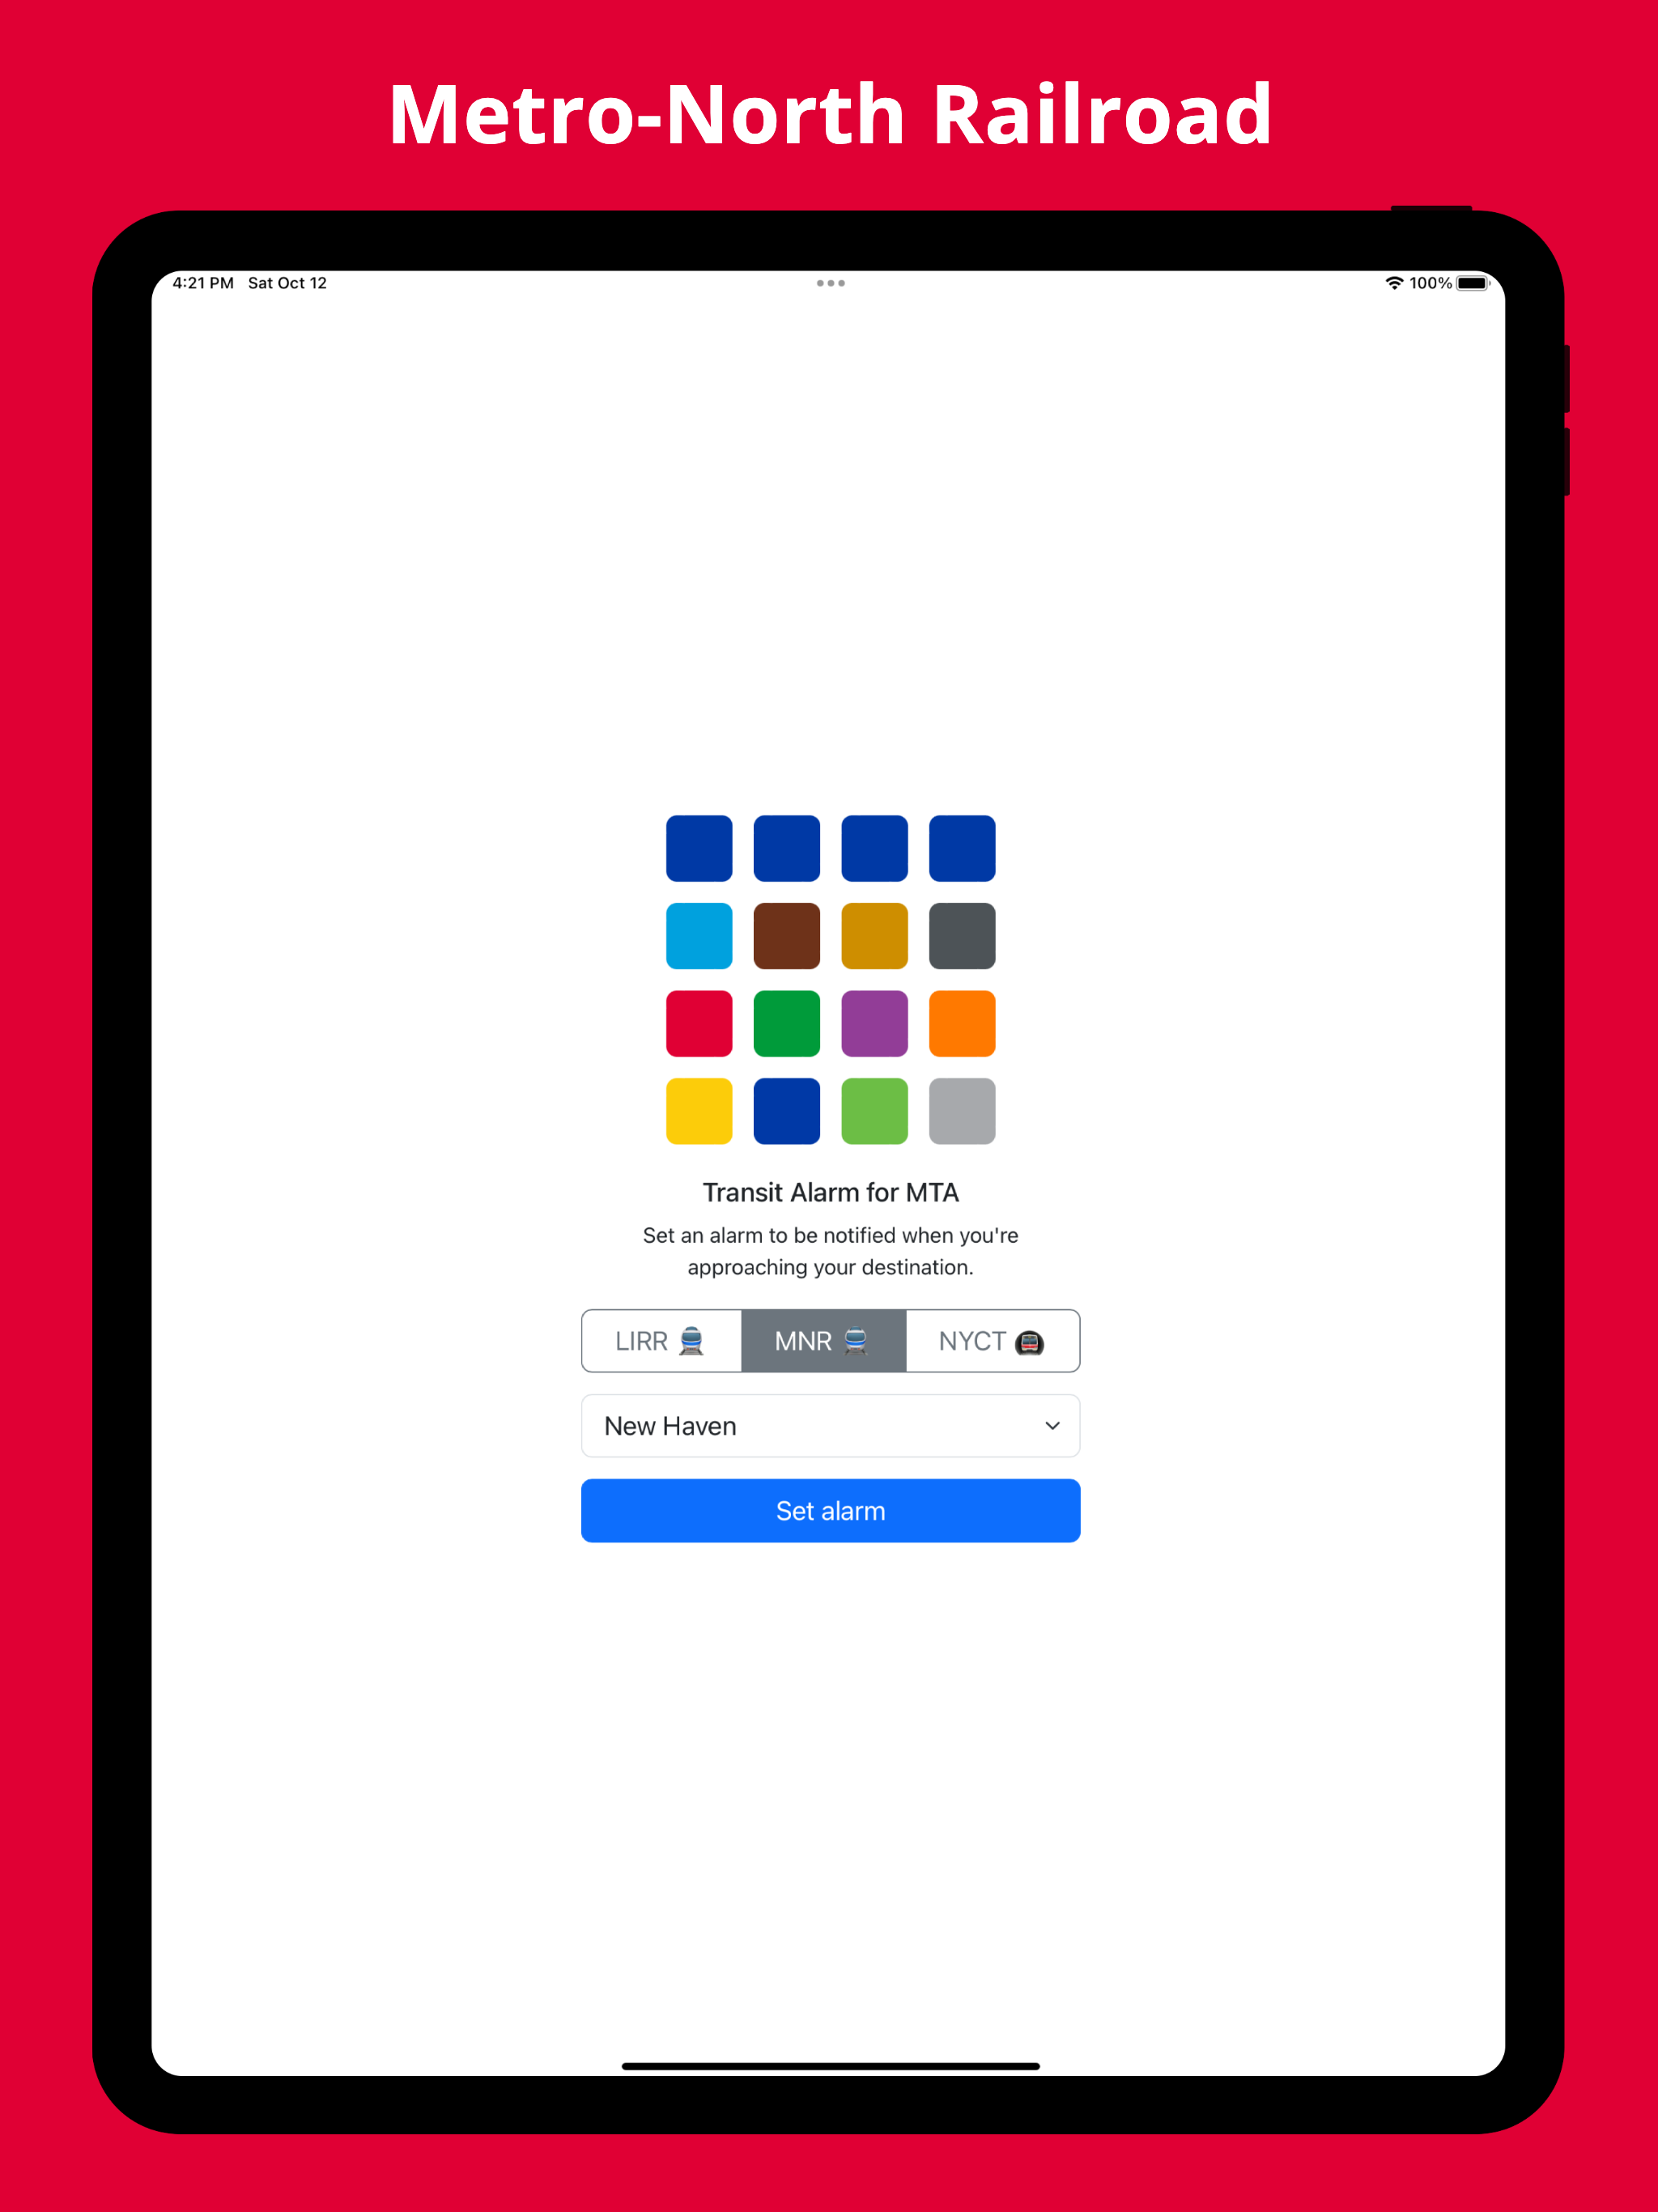 Metro-North Railroad
4:21 PM Sat Oct 12
100%
Transit Alarm for MTA
Set an alarm to be notified when you're
approaching your destination.
LIRR MNR NYCT
New Haven
Set alarm